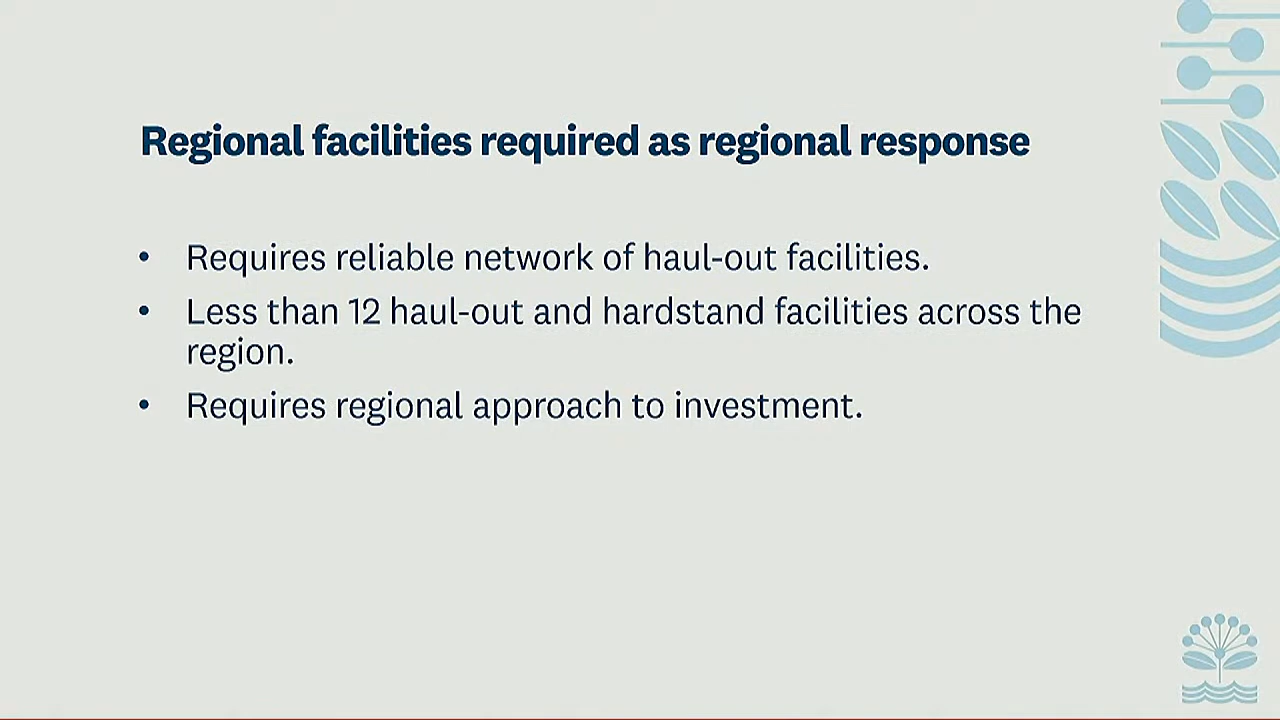 Regional facilities required as regional response
• Requires reliable network of haul-out facilities.
• Less than 12 haul-out and hardstand facilities across the
region.
• Requires regional approach to investment.